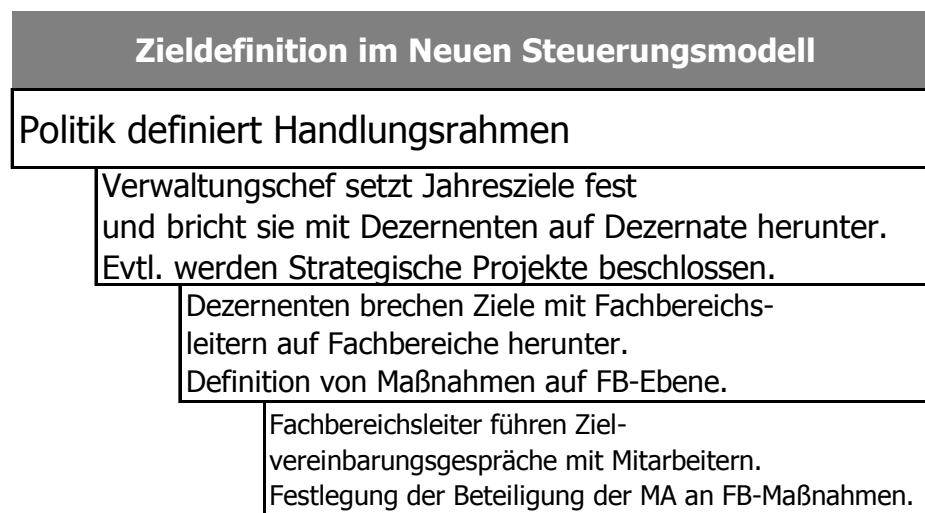 Zieldefinition im Neuen Steuerungsmodell
Politik definiert Handlungsrahmen
Verwaltungschef setzt Jahresziele fest
und bricht sie mit Dezernenten auf Dezernate herunter.
Evtl. werden Strategische Projekte beschlossen.
Dezernenten brechen Ziele mit Fachbereichs-
leitern auf Fachbereiche herunter.
Definition von Maßnahmen auf FB-Ebene.
Fachbereichsleiter führen Ziel-
vereinbarungsgespräche mit Mitarbeitern.
Festlegung der Beteiligung der MA an FB-Maßnahmen.